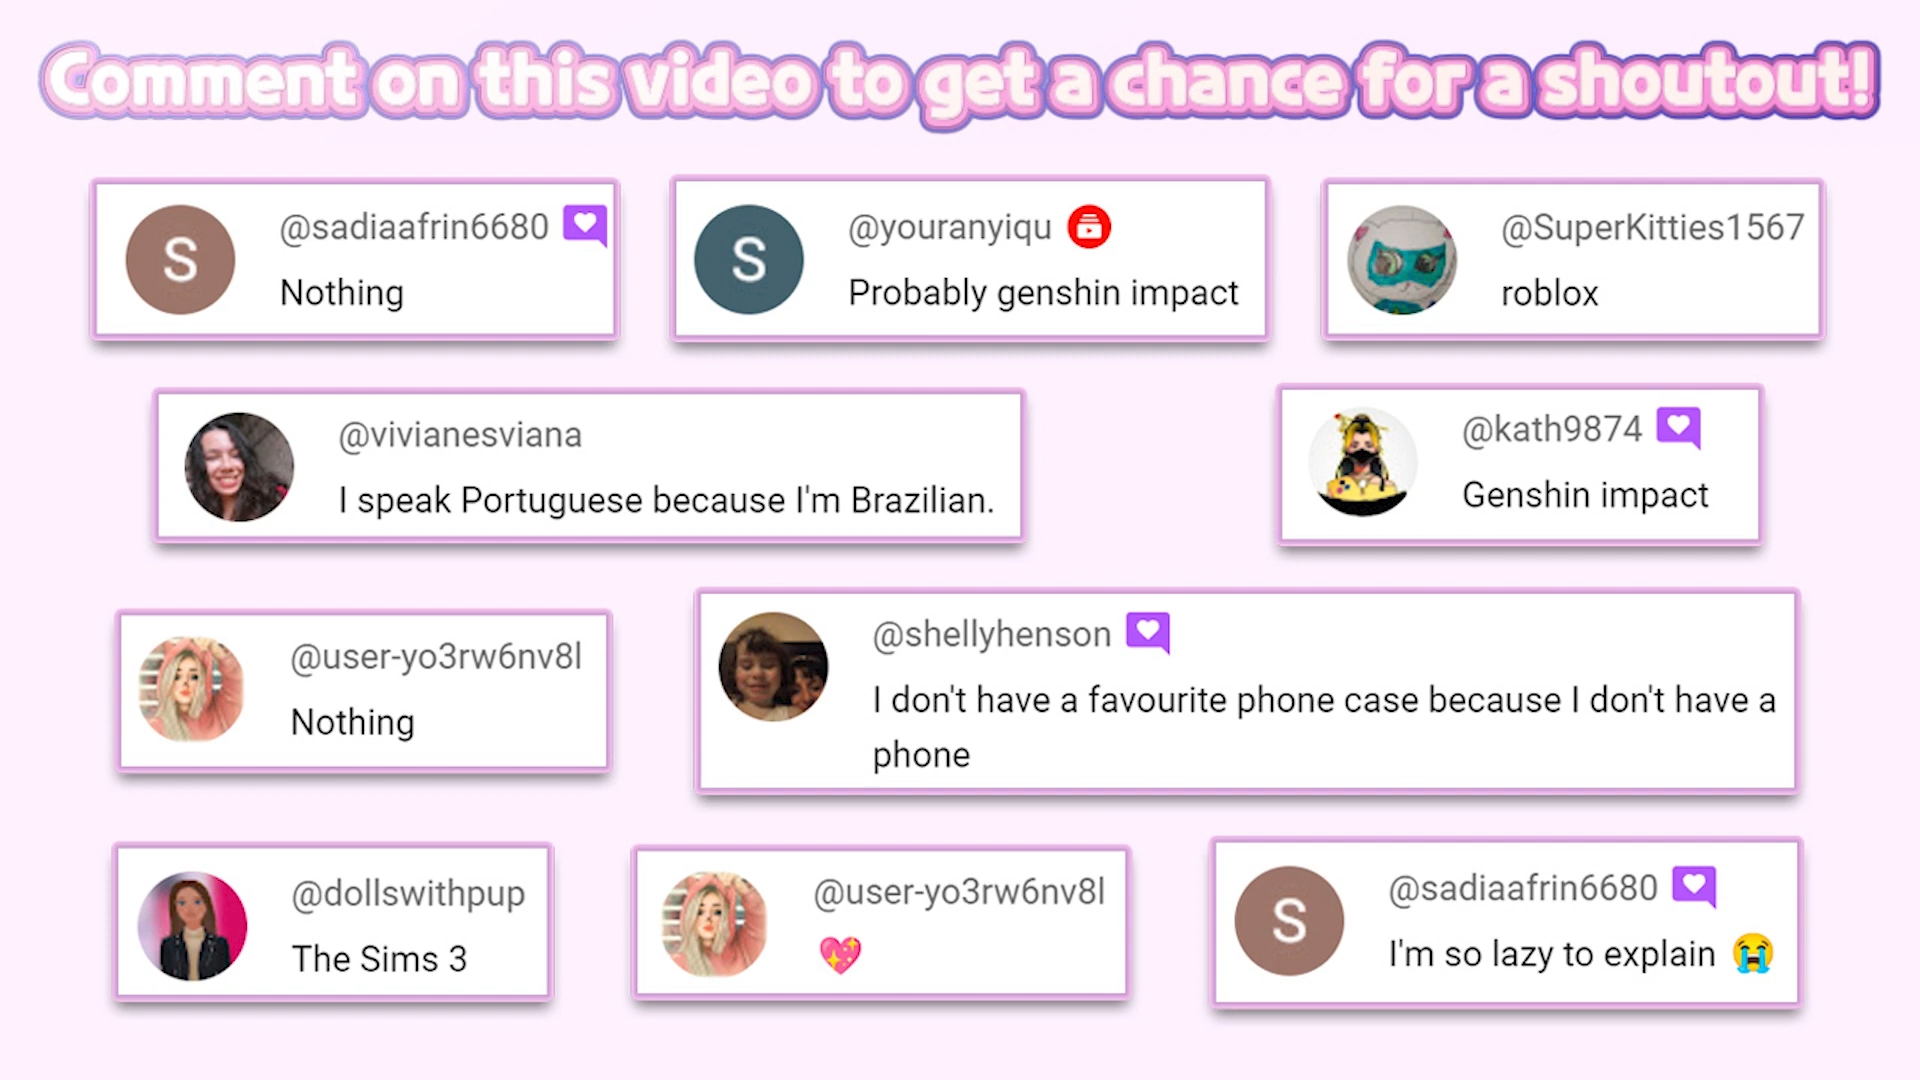 Comment on this video to get a chance for a shoutout!
S
@sadiaafrin6680
Nothing
S
@youranyiqu
Probably genshin impact
@SuperKitties1567
roblox
@vivianesviana
I speak Portuguese because I'm Brazilian.
@kath9874
Genshin impact
@user-yo3rw6nv8l
Nothing
@shellyhenson
I don't have a favourite phone case because I don't have a
phone
@dollswithpup
The Sims 3
@user-yo3rw6nv8l
💖
S
@sadiaafrin6680
I'm so lazy to explain 😭